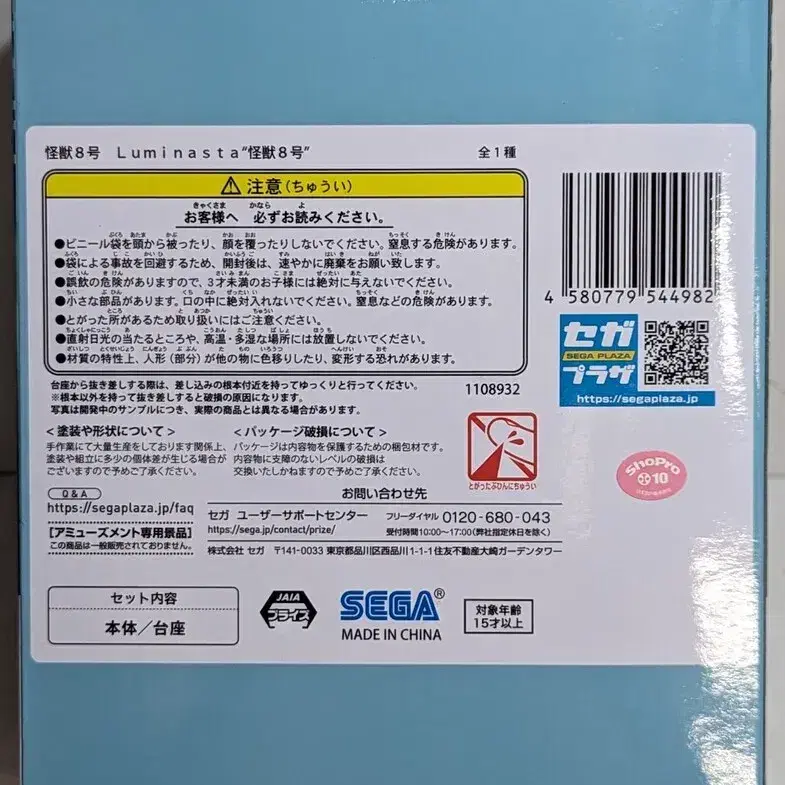 怪獣８号　Ｌｕｍｉｎａｓｔａ“怪獣８号”
全１種
⚠ 注意(ちゅうい)
お客様へ　必ずお読みください。
●ビニール袋を頭から被ったり、顔を覆ったりしないでください。窒息する危険があります。
●袋による事故を回避するため、開封後は、速やかに廃棄をお願い致します。
●誤飲の危険がありますので、３才未満のお子様には絶対に与えないでください。
●小さな部品があります。口の中に絶対入れないでください。窒息などの危険があります。
●とがった所があるため取り扱いにはご注意ください。
●直射日光の当たるところや、高温・多湿な場所には放置しないでください。
●材質の特性上、人形（部分）が他の物に色移りしたり、変形する恐れがあります。
4 580779 544982
セガ
SEGA PLAZA
プラザ
https://segaplaza.jp
台座から抜き差しする際は、差し込みの根本付近を持ってゆっくりと行ってください。
※根本以外を持って抜き差しすると破損の原因になります。
写真は開発中のサンプルにつき、実際の商品とは異なる場合があります。
1108932
＜塗装や形状について＞
手作業にて大量生産をしております関係上、
塗装や組立に多少の個体差が生じる場合が
ございますので予めご了承ください。
＜パッケージ破損について＞
パッケージは内容物を保護するための梱包材です。
内容物に支障のないレベルの破損は
交換いたしかねますので予めご了承ください。
とがったぶひんにちゅうい
ShoPro
10
Q&A
https://segaplaza.jp/faq
［アミューズメント専用景品］
この商品は一般販売されておりません。
お問い合わせ先
セガ ユーザーサポートセンター　フリーダイヤル 0120-680-043
https://sega.jp/contact/prize/　受付時間10:00〜17:00(弊社指定休日を除く)
株式会社 セガ　〒141-0033 東京都品川区西品川1-1-1住友不動産大崎ガーデンタワー
セット内容
本体／台座
JAIA
プライズ
SEGA®
MADE IN CHINA
対象年齢
15才以上